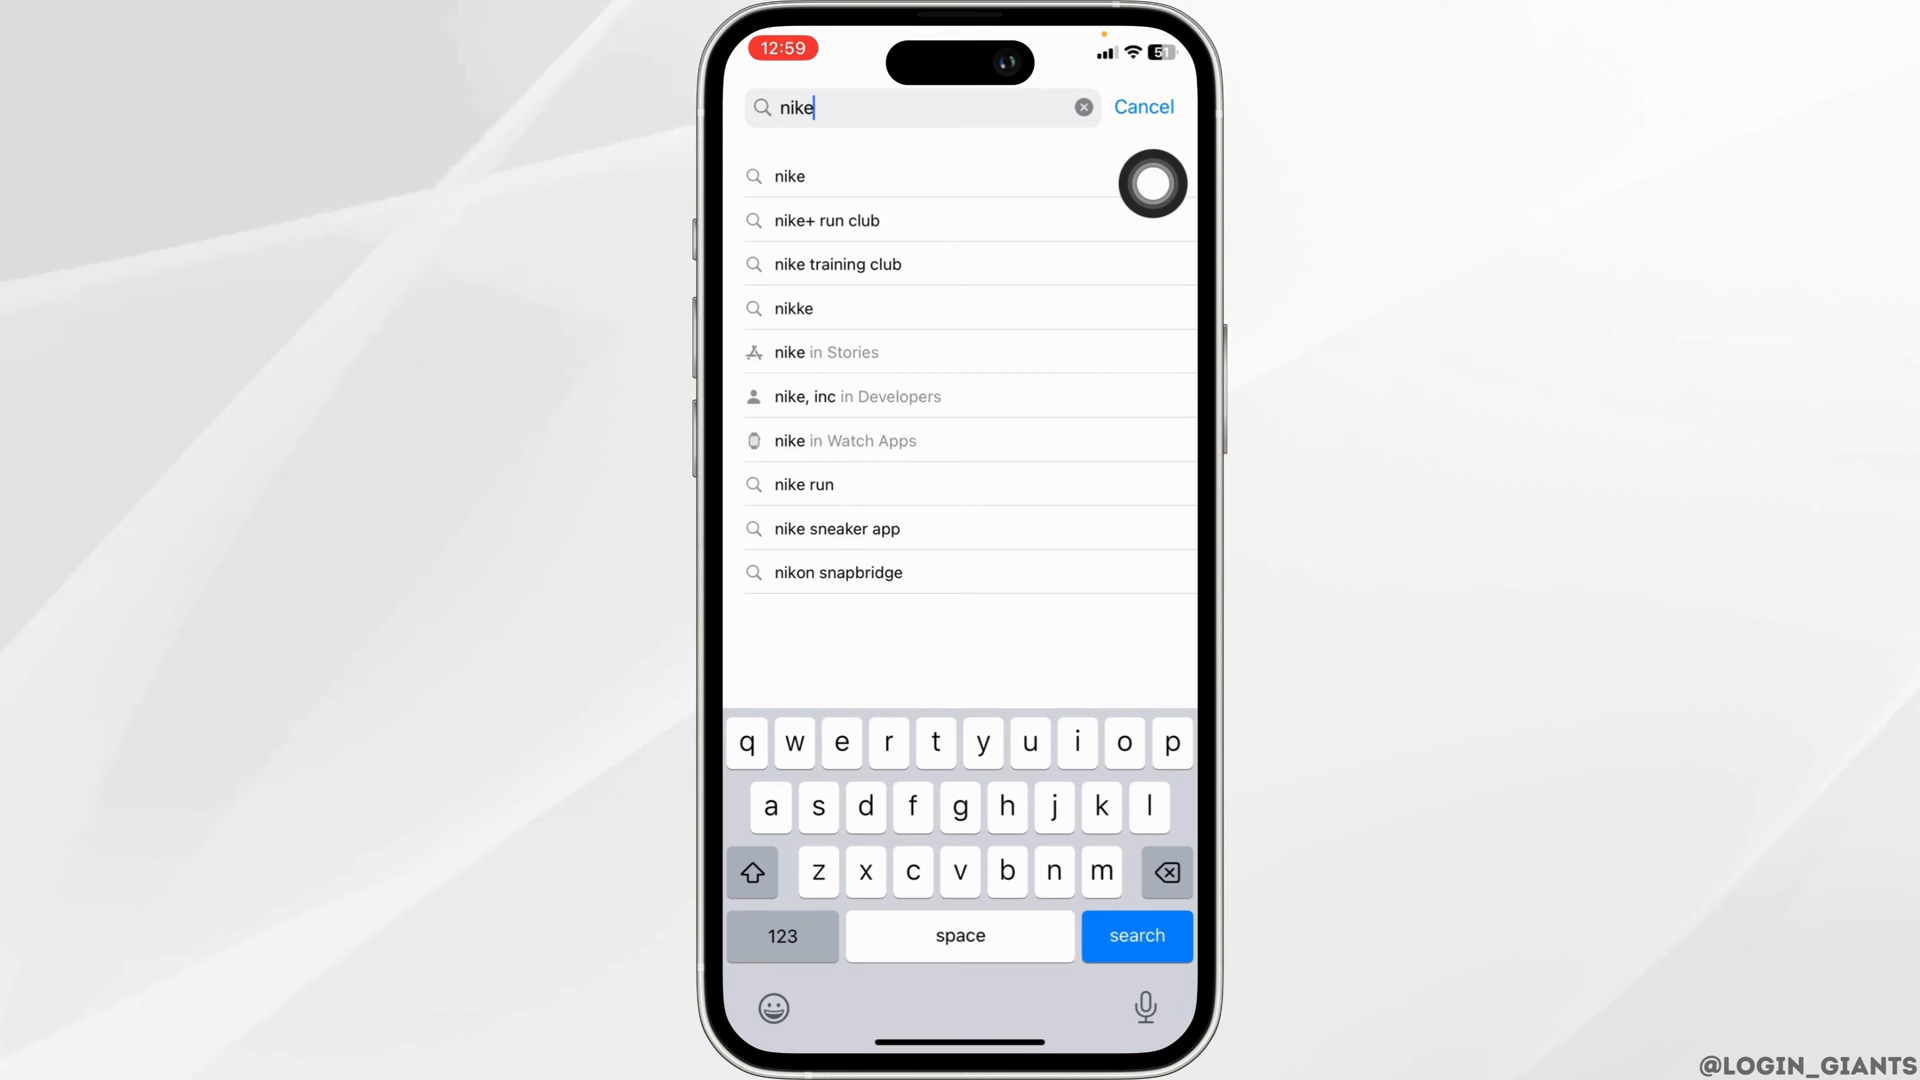 12:59
51
nike
Cancel
nike
nike+ run club
nike training club
nikke
nike in Stories
nike, inc in Developers
nike in Watch Apps
nike run
nike sneaker app
nikon snapbridge
q w e r t y u i o p
a s d f g h j k l
z x c v b n m
123 space search
@LOGIN_GIANTS